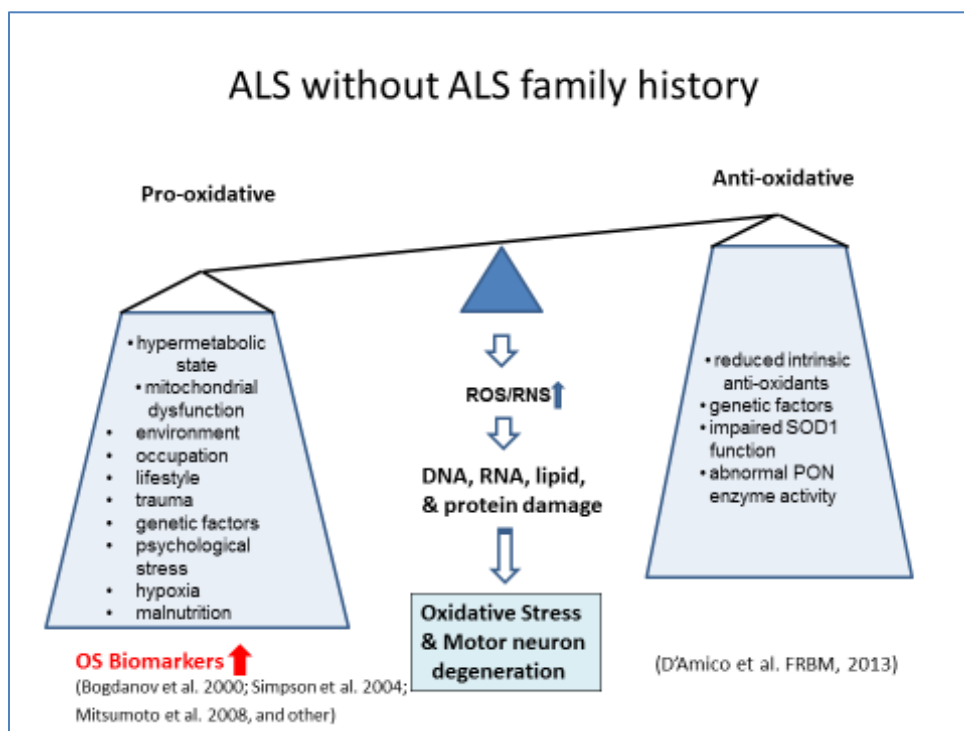 ALS without ALS family history
Pro-oxidative
Anti-oxidative
• hypermetabolic
state
• mitochondrial
dysfunction
• environment
• occupation
• lifestyle
• trauma
• genetic factors
• psychological
stress
• hypoxia
• malnutrition
ROS/RNS
DNA, RNA, lipid,
& protein damage
Oxidative Stress
& Motor neuron
degeneration
• reduced intrinsic
anti-oxidants
• genetic factors
• impaired SOD1
function
• abnormal PON
enzyme activity
OS Biomarkers
(Bogdanov et al. 2000; Simpson et al. 2004;
Mitsumoto et al. 2008, and other)
(D'Amico et al. FRBM, 2013)